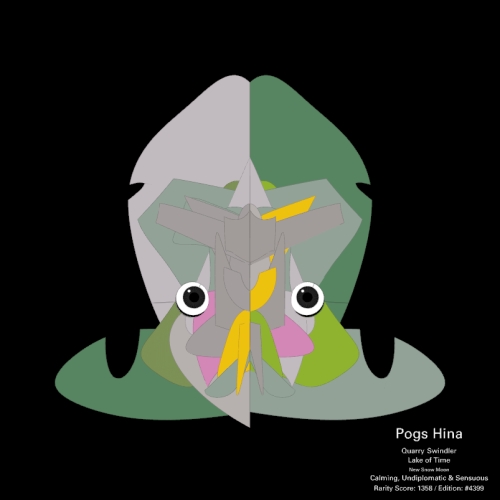 Pogs Hina
Quarry Swindler
Lake of Time
New Snow Moon
Calming, Undiplomatic & Sensuous
Rarity Score: 1358 / Edition: #4399